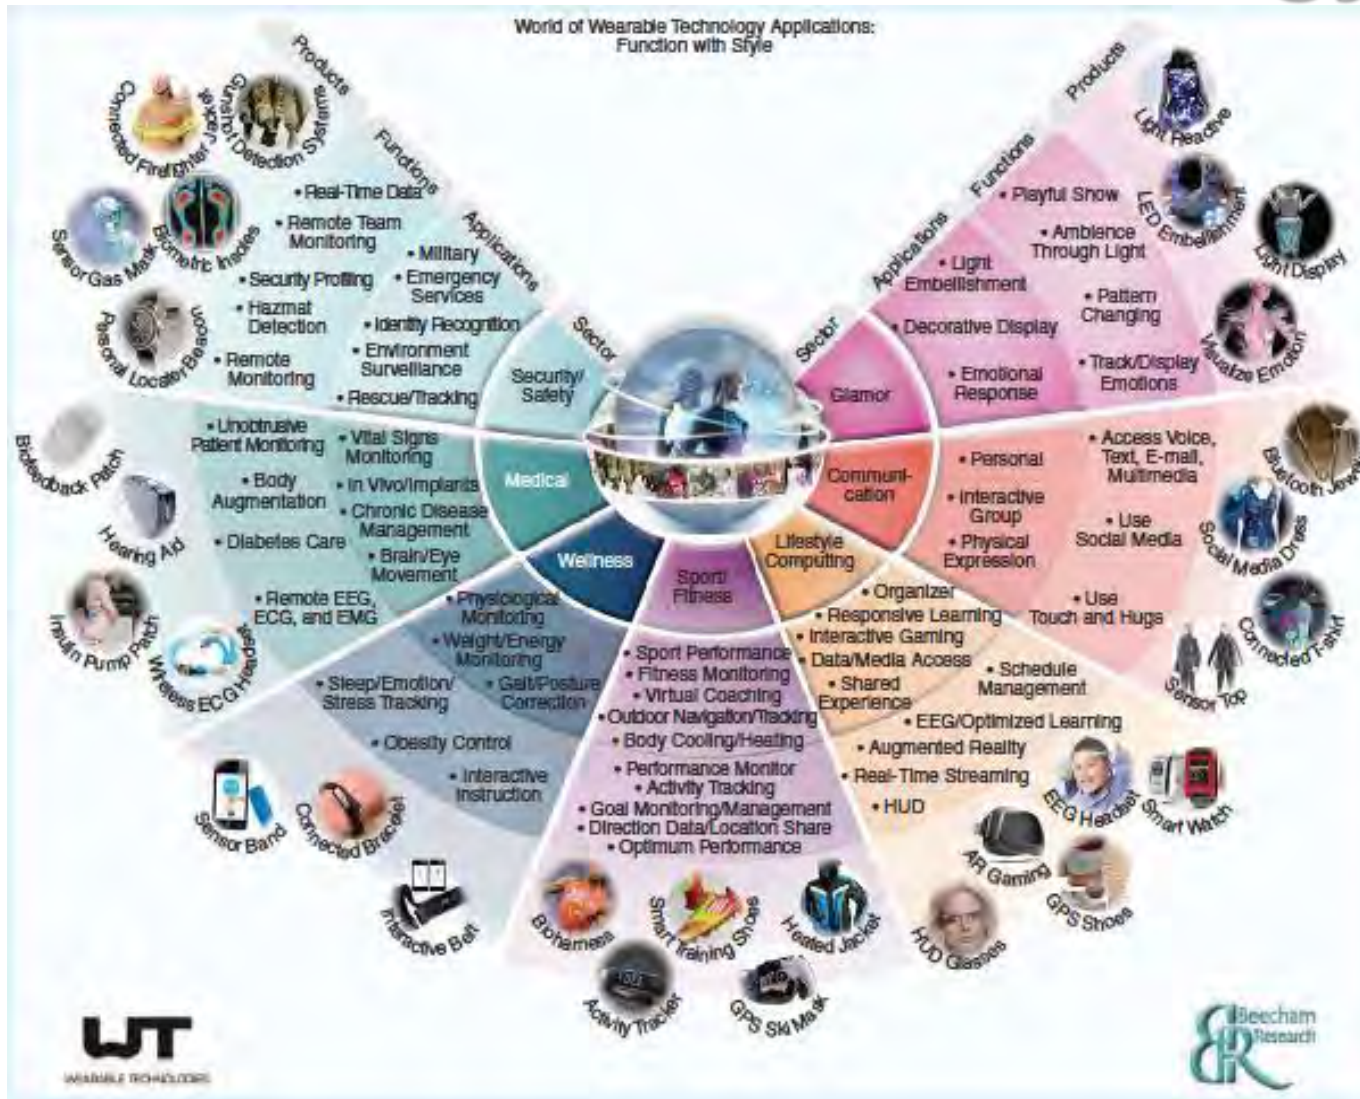 World of Wearable Technology Applications:
Function with Style
Products
Functions
Applications
Sector
Connected Firefighter Jacket
Gunshot Detection Systems
Sensor Gas Mask
Biometric Insoles
Personal Locater Beacon
• Real-Time Data
• Remote Team
Monitoring
• Security Profiling
• Hazmat
Detection
• Remote
Monitoring
• Military
• Emergency
Services
• Identity Recognition
• Environment
Surveillance
• Rescue/Tracking
Security/
Safety
Biofeedback Patch
Hearing Aid
Insulin Pump Patch
Wireless ECG Headset
• Unobtrusive
Patient Monitoring
• Body
Augmentation
• Diabetes Care
• Remote EEG,
ECG, and EMG
• Vital Signs
Monitoring
• In Vivo/Implants
• Chronic Disease
Management
• Brain/Eye
Movement
Medical
Wellness
• Physiological
Monitoring
• Weight/Energy
Monitoring
• Gait/Posture
Correction
• Sleep/Emotion/
Stress Tracking
• Obesity Control
• Interactive
Instruction
Sensor Band
Connected Bracelet
Interactive Belt
Sport/
Fitness
• Sport Performance
• Fitness Monitoring
• Virtual Coaching
• Outdoor Navigation/Tracking
• Body Cooling/Heating
• Performance Monitor
• Activity Tracking
• Goal Monitoring/Management
• Direction Data/Location Share
• Optimum Performance
Bioharness
Smart Training Shoes
Heated Jacket
Activity Tracker
GPS Ski Mask
Lifestyle
Computing
• Organizer
• Responsive Learning
• Interactive Gaming
• Data/Media Access
• Shared
Experience
• Schedule
Management
• EEG/Optimized Learning
• Augmented Reality
• Real-Time Streaming
• HUD
EEG Headset
Smart Watch
AR Gaming
GPS Shoes
HUD Glasses
Communi-
cation
• Personal
• Interactive
Group
• Physical
Expression
• Access Voice,
Text, E-mail,
Multimedia
• Use
Social Media
• Use
Touch and Hugs
Bluetooth Jewel
Social Media Dress
Connected T-shirt
Sensor Top
Products
Functions
Applications
Sector
Glamor
• Light
Embellishment
• Decorative Display
• Emotional
Response
• Playful Show
• Ambience
Through Light
• Pattern
Changing
• Track/Display
Emotions
Light Reactive
LED Embellishment
Light Display
Visualize Emotion
WT
WEARABLE TECHNOLOGIES
BR
Beecham
Research